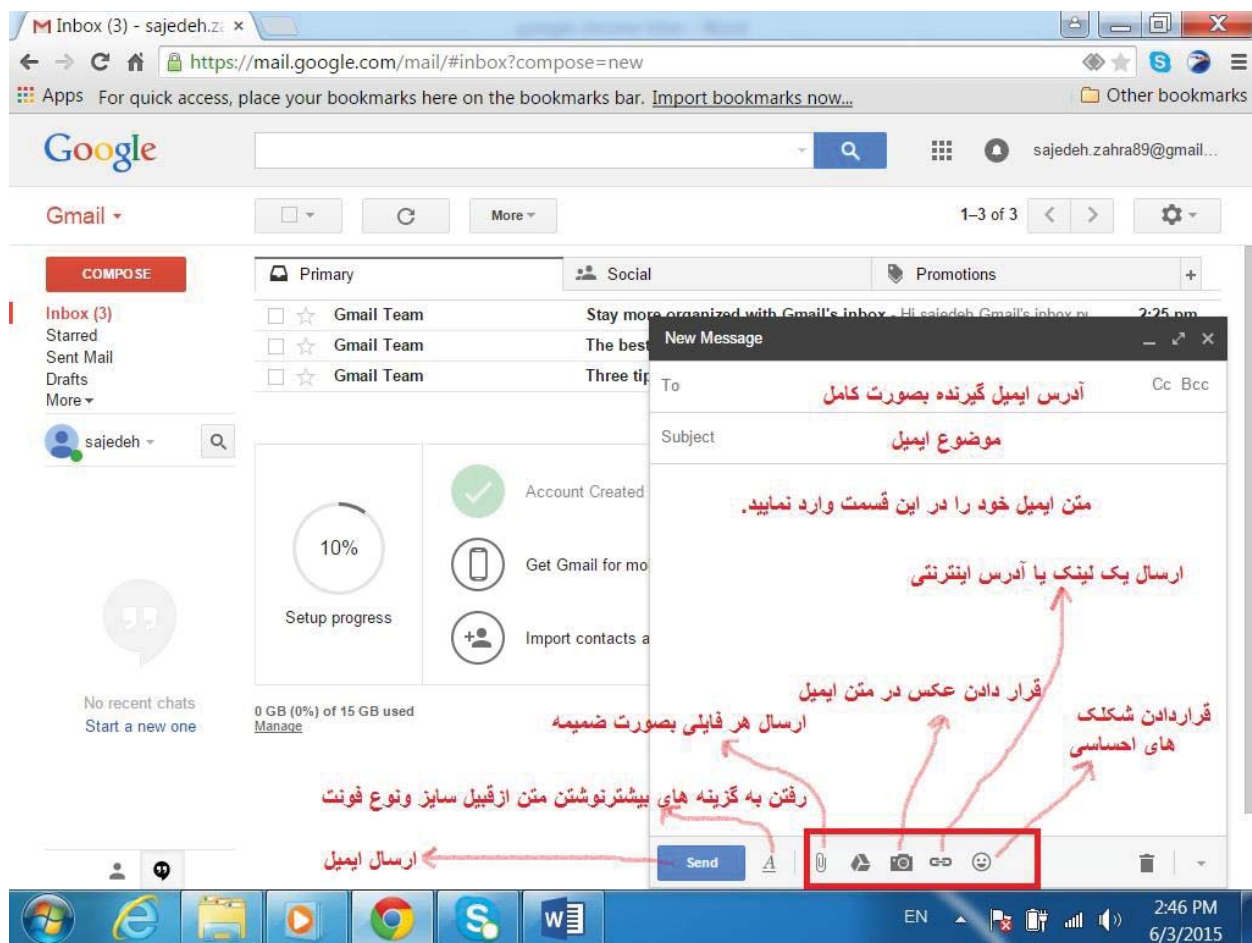 Inbox (3) - sajedeh.za
https://mail.google.com/mail/#inbox?compose=new
Apps For quick access, place your bookmarks here on the bookmarks bar. Import bookmarks now... Other bookmarks
Google
sajedeh.zahra89@gmail...
Gmail
More
1–3 of 3
COMPOSE
Primary
Social
Promotions
+
Inbox (3)
Starred
Sent Mail
Drafts
More
sajedeh
Gmail Team Stay more organized with Gmail's inbox - Hi sajedeh Gmail's inbox 2:25 pm
Gmail Team The best
Gmail Team Three tip
New Message
To
آدرس ایمیل گیرنده بصورت کامل
Cc Bcc
Subject
موضوع ایمیل
متن ایمیل خود را در این قسمت وارد نمایید.
ارسال یک لینک یا آدرس اینترنتی
قرار دادن عکس در متن ایمیل
قراردادن شکلک
های احساسی
ارسال هر فایلی بصورت ضمیمه
رفتن به گزینه های بیشترنوشتن متن ازقبیل سایز ونوع فونت
ارسال ایمیل
Send
A
10%
Setup progress
Account Created
Get Gmail for mo
Import contacts a
No recent chats
Start a new one
0 GB (0%) of 15 GB used
Manage
EN
2:46 PM
6/3/2015